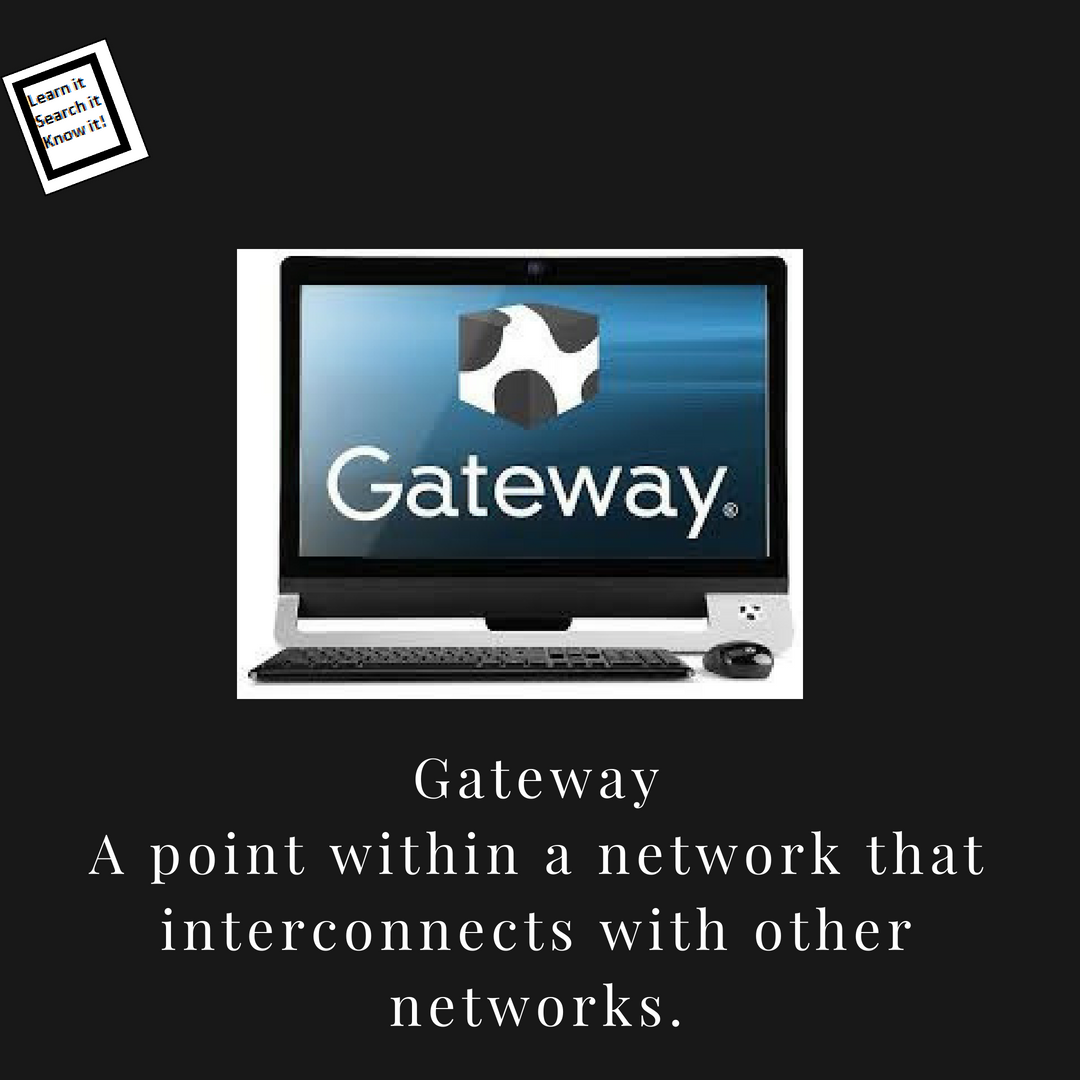 Learn it
Search it
Know it!
Gateway®
Gateway
A point within a network that
interconnects with other
networks.